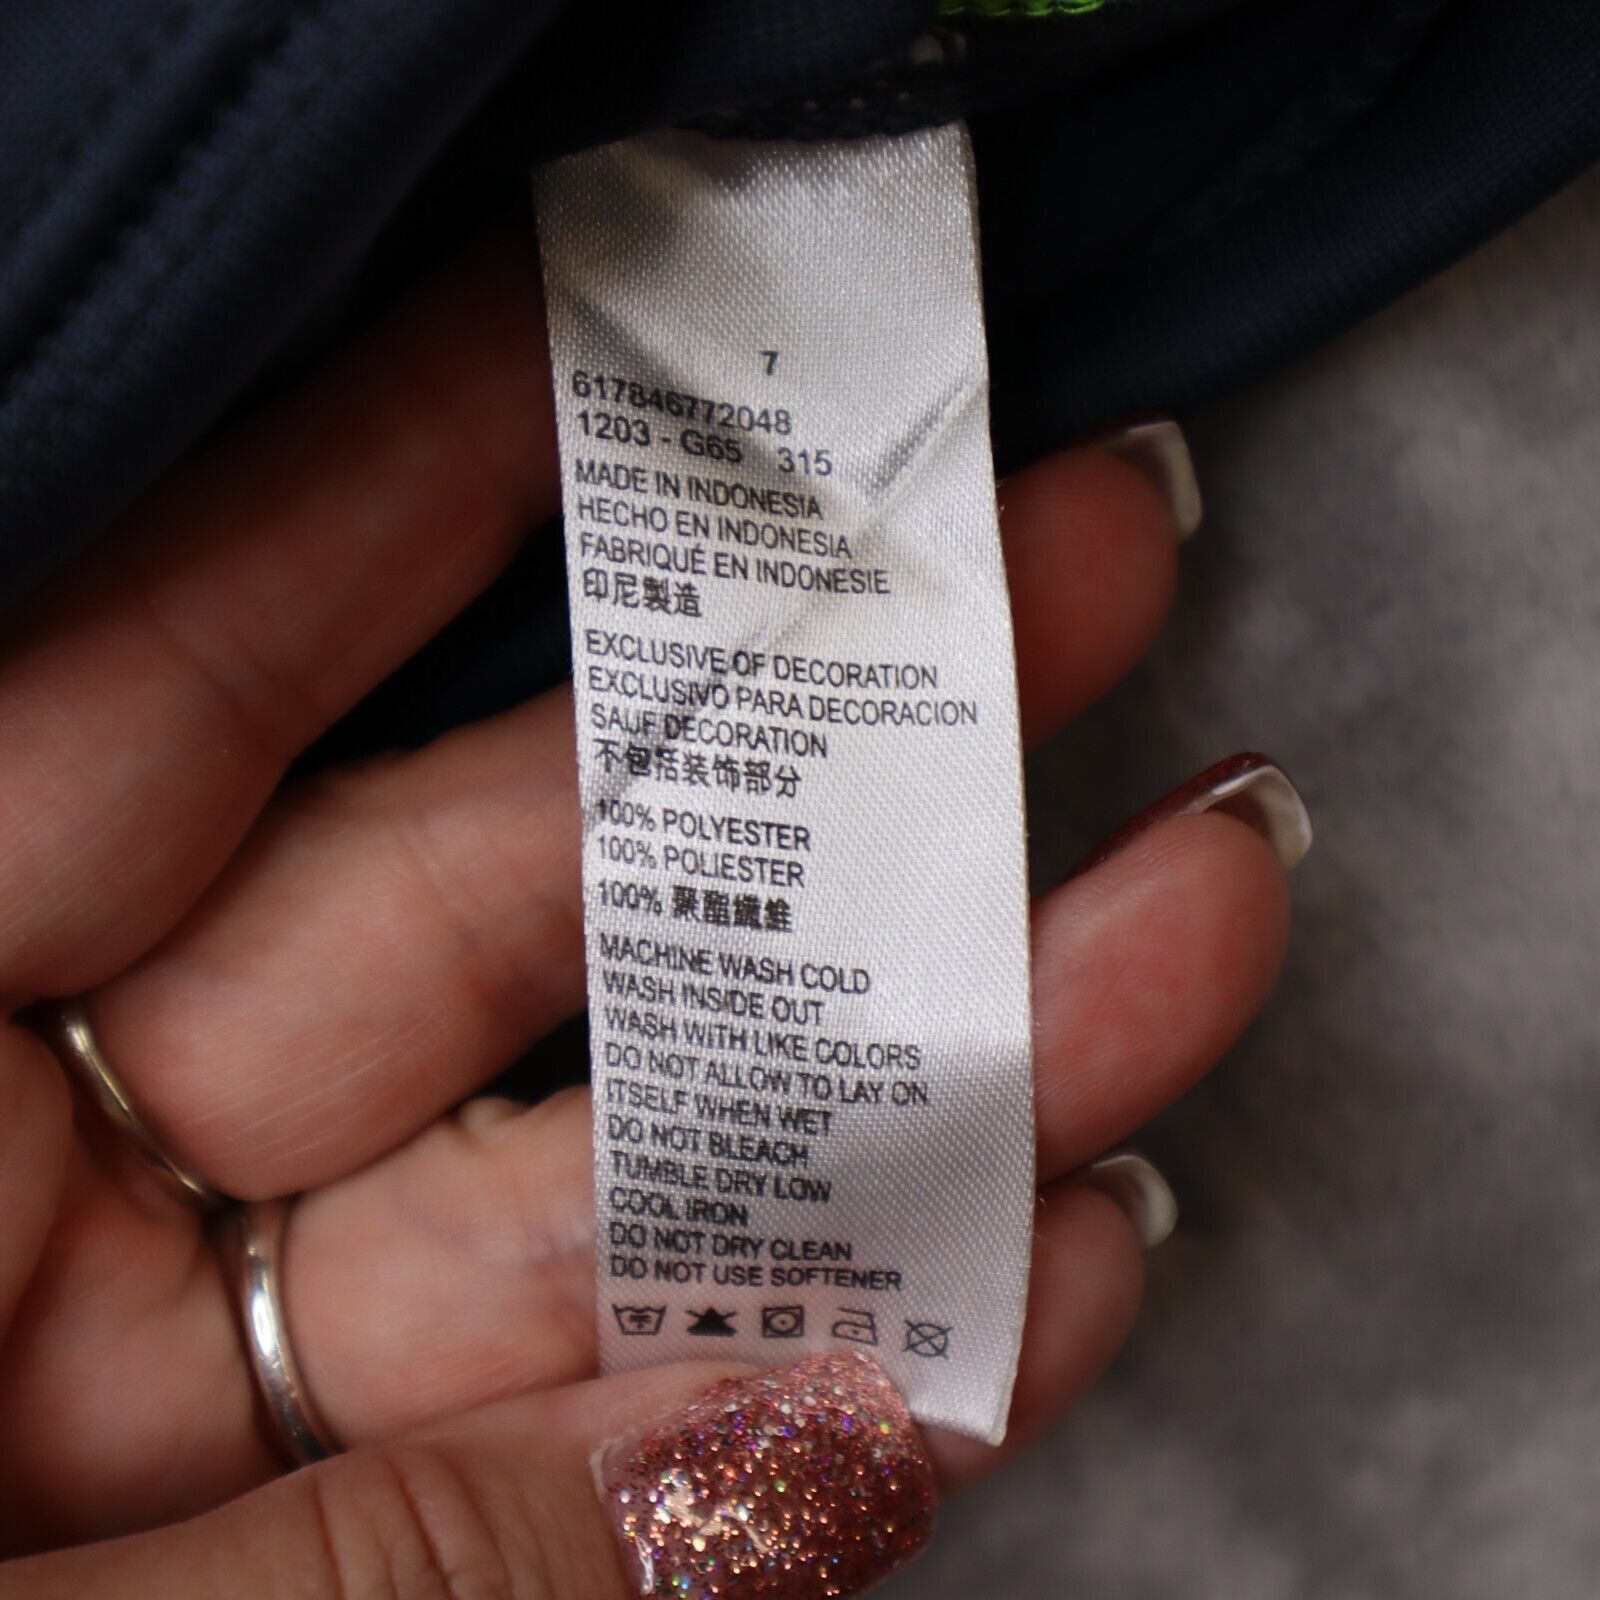 7
617846772048
1203 - G65 315
MADE IN INDONESIA
HECHO EN INDONESIA
FABRIQUÉ EN INDONESIE
印尼製造
EXCLUSIVE OF DECORATION
EXCLUSIVO PARA DECORACION
SAUF DECORATION
不包括装饰部分
100% POLYESTER
100% POLIESTER
100% 聚酯纖維
MACHINE WASH COLD
WASH INSIDE OUT
WASH WITH LIKE COLORS
DO NOT ALLOW TO LAY ON
ITSELF WHEN WET
DO NOT BLEACH
TUMBLE DRY LOW
COOL IRON
DO NOT DRY CLEAN
DO NOT USE SOFTENER